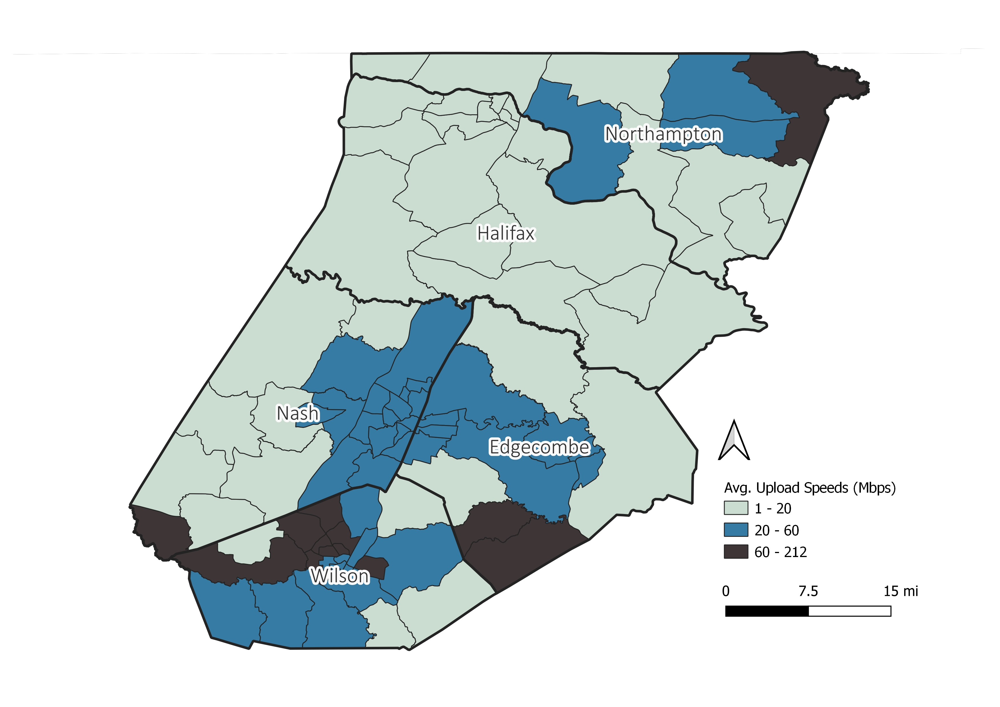 Northampton
Halifax
Nash
Edgecombe
Wilson
Avg. Upload Speeds (Mbps)
1 - 20
20 - 60
60 - 212
0 7.5 15 mi